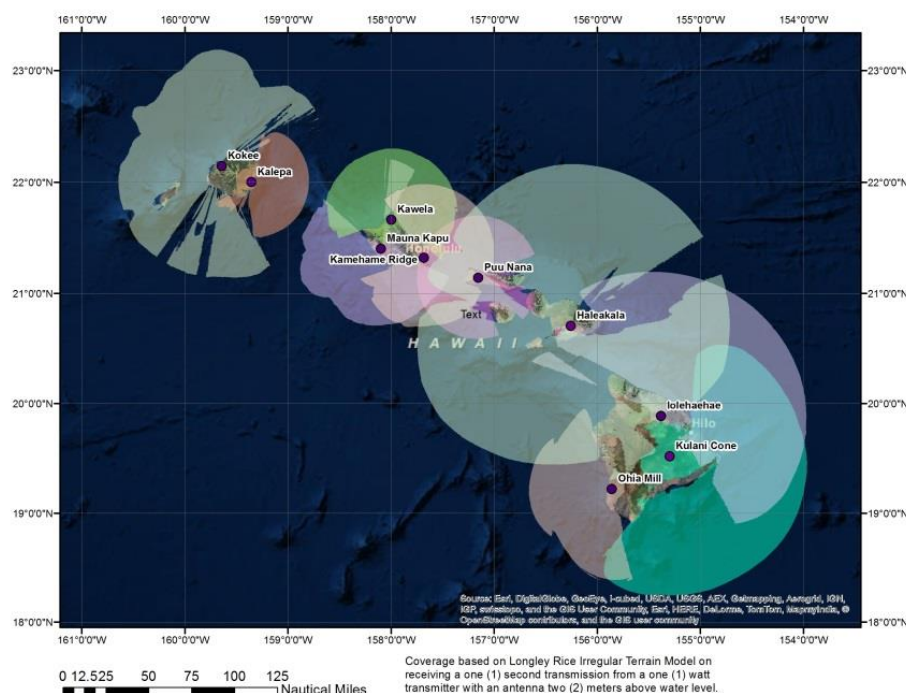 161°0'0"W 160°0'0"W 159°0'0"W 158°0'0"W 157°0'0"W 156°0'0"W 155°0'0"W 154°0'0"W
23°0'0"N 23°0'0"N
Kokee
22°0'0"N Kalepa 22°0'0"N
Kawela
Mauna Kapu
Honolulu
Kamehame Ridge
Puu Nana
21°0'0"N 21°0'0"N
Text
Haleakala
HAWAII
20°0'0"N 20°0'0"N
Iolehaehae
Hilo
Kulani Cone
Ohia Mill
19°0'0"N 19°0'0"N
Source: Esri, DigitalGlobe, GeoEye, i-cubed, USDA, USGS, AEX, Getmapping, Aerogrid, IGN,
IGP, swisstopo, and the GIS User Community, Esri, HERE, DeLorme, TomTom, MapmyIndia, ©
OpenStreetMap contributors, and the GIS user community
18°0'0"N 18°0'0"N
161°0'0"W 160°0'0"W 159°0'0"W 158°0'0"W 157°0'0"W 156°0'0"W 155°0'0"W 154°0'0"W
0 12.525 50 75 100 125
Nautical Miles
Coverage based on Longley Rice Irregular Terrain Model on
receiving a one (1) second transmission from a one (1) watt
transmitter with an antenna two (2) meters above water level.